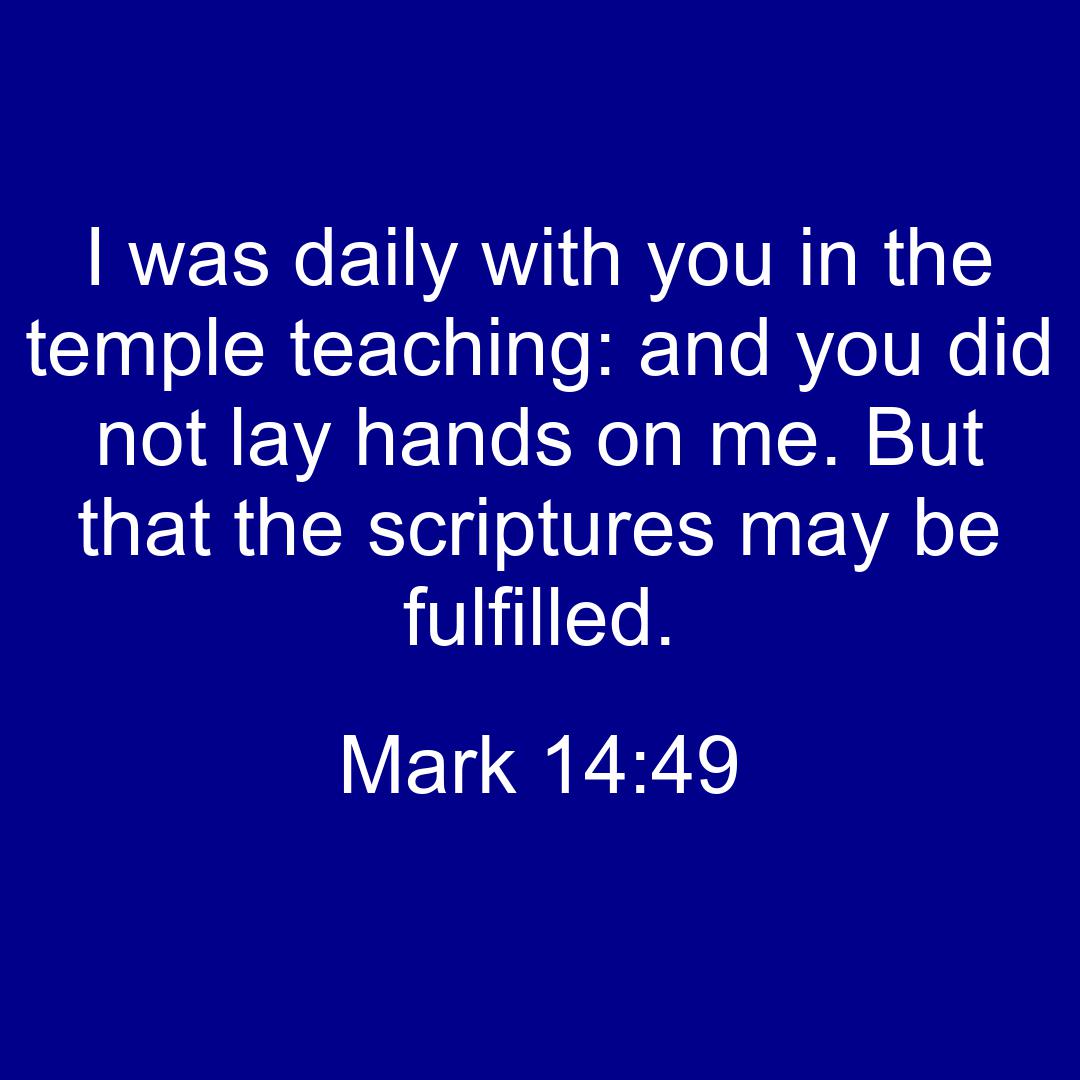 I was daily with you in the
temple teaching: and you did
not lay hands on me. But
that the scriptures may be
fulfilled.
Mark 14:49